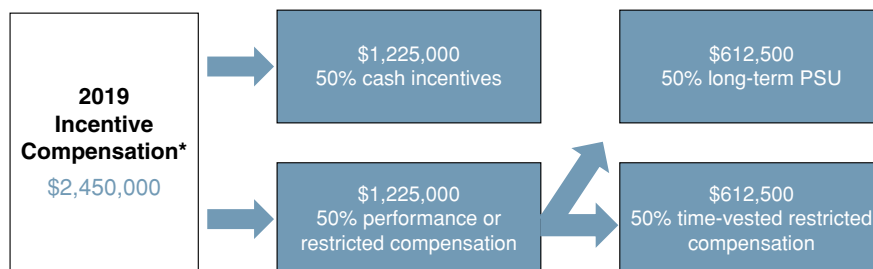 2019
Incentive
Compensation*
$2,450,000
$1,225,000
50% cash incentives
$612,500
50% long-term PSU
$1,225,000
50% performance or
restricted compensation
$612,500
50% time-vested restricted
compensation